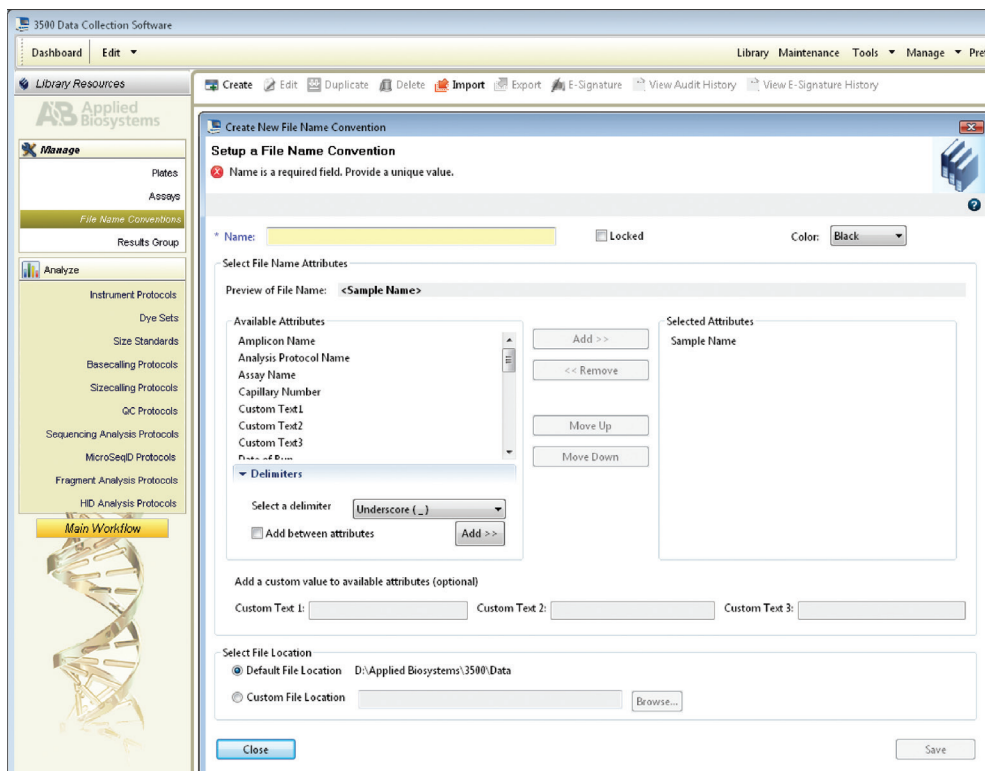 3500 Data Collection Software
Dashboard Edit Library Maintenance Tools Manage Pre
Library Resources
Create Edit Duplicate Delete Import Export E-Signature View Audit History View E-Signature History
AB Applied Biosystems
Manage
Plates
Assays
File Name Conventions
Results Group
Analyze
Instrument Protocols
Dye Sets
Size Standards
Basecalling Protocols
Sizecalling Protocols
QC Protocols
Sequencing Analysis Protocols
MicroSeqID Protocols
Fragment Analysis Protocols
HID Analysis Protocols
Main Workflow
Create New File Name Convention
Setup a File Name Convention
Name is a required field. Provide a unique value.
* Name: Locked Color: Black
Select File Name Attributes
Preview of File Name: <Sample Name>
Available Attributes
Amplicon Name
Analysis Protocol Name
Assay Name
Capillary Number
Custom Text1
Custom Text2
Custom Text3
Date of Run
Delimiters
Select a delimiter Underscore ( _ )
Add between attributes Add >>
Add >>
<< Remove
Move Up
Move Down
Selected Attributes
Sample Name
Add a custom value to available attributes (optional)
Custom Text 1: Custom Text 2: Custom Text 3:
Select File Location
Default File Location D:\Applied Biosystems\3500\Data
Custom File Location Browse...
Close Save